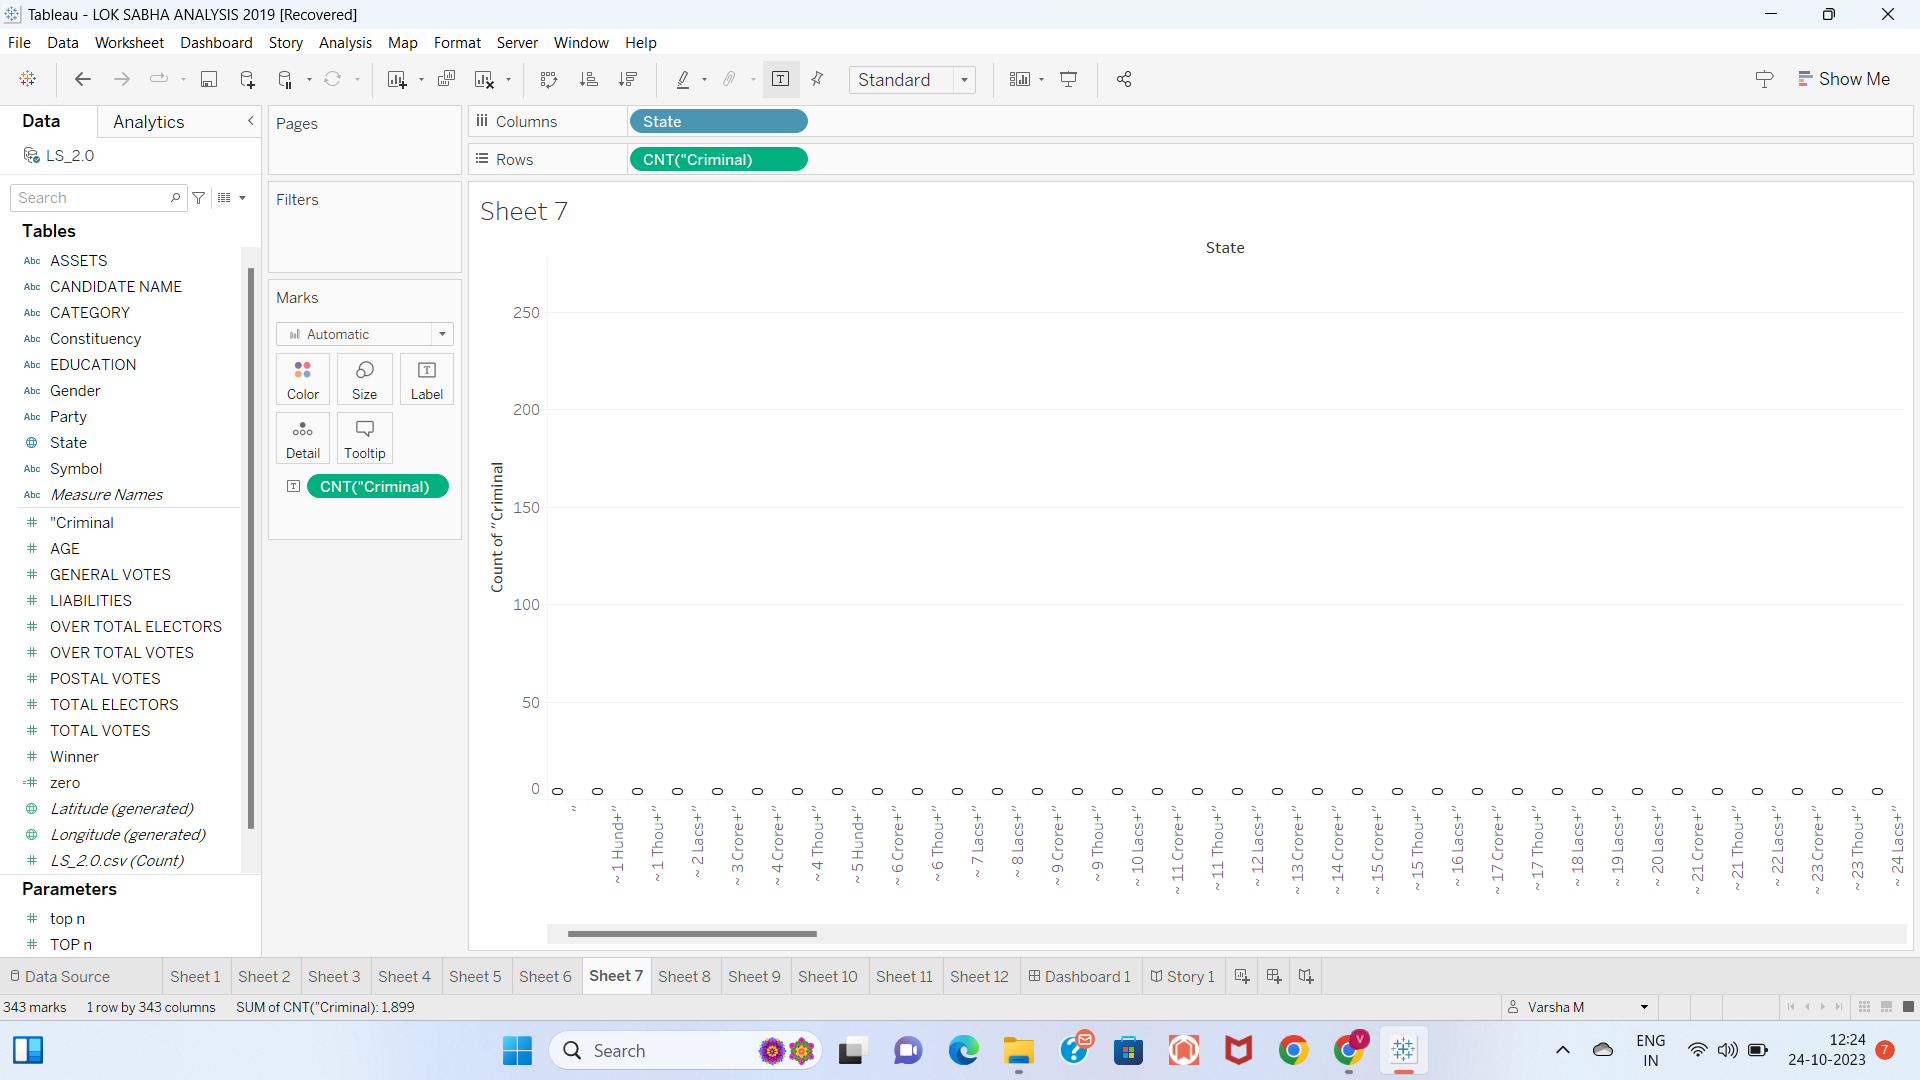 Tableau - LOK SABHA ANALYSIS 2019 [Recovered]
File Data Worksheet Dashboard Story Analysis Map Format Server Window Help
Standard
Show Me
Data
Analytics
LS_2.0
Search
Tables
Abc ASSETS
Abc CANDIDATE NAME
Abc CATEGORY
Abc Constituency
Abc EDUCATION
Abc Gender
Abc Party
State
Abc Symbol
Abc Measure Names
# "Criminal
# AGE
# GENERAL VOTES
# LIABILITIES
# OVER TOTAL ELECTORS
# OVER TOTAL VOTES
# POSTAL VOTES
# TOTAL ELECTORS
# TOTAL VOTES
# Winner
=# zero
Latitude (generated)
Longitude (generated)
# LS_2.0.csv (Count)
Parameters
# top n
# TOP n
Pages
Filters
Marks
Automatic
Color
Size
T
Label
Detail
Tooltip
T CNT("Criminal)
Columns
State
Rows
CNT("Criminal)
Sheet 7
State
Count of "Criminal
250
200
150
100
50
0
0 0 0 0 0 0 0 0 0 0 0 0 0 0 0 0 0 0 0 0 0 0 0 0 0 0 0 0 0 0 0 0 0 0
"
~ 1 Hund+"
~ 1 Thou+"
~ 2 Lacs+"
~ 3 Crore+"
~ 4 Crore+"
~ 4 Thou+"
~ 5 Hund+"
~ 6 Crore+"
~ 6 Thou+"
~ 7 Lacs+"
~ 8 Lacs+"
~ 9 Crore+"
~ 9 Thou+"
~ 10 Lacs+"
~ 11 Crore+"
~ 11 Thou+"
~ 12 Lacs+"
~ 13 Crore+"
~ 14 Crore+"
~ 15 Crore+"
~ 15 Thou+"
~ 16 Lacs+"
~ 17 Crore+"
~ 17 Thou+"
~ 18 Lacs+"
~ 19 Lacs+"
~ 20 Lacs+"
~ 21 Crore+"
~ 21 Thou+"
~ 22 Lacs+"
~ 23 Crore+"
~ 23 Thou+"
~ 24 Lacs+"
Data Source Sheet 1 Sheet 2 Sheet 3 Sheet 4 Sheet 5 Sheet 6 Sheet 7 Sheet 8 Sheet 9 Sheet 10 Sheet 11 Sheet 12 Dashboard 1 Story 1
343 marks 1 row by 343 columns SUM of CNT("Criminal): 1,899
Varsha M
Search
V
ENG
IN
12:24
24-10-2023
7